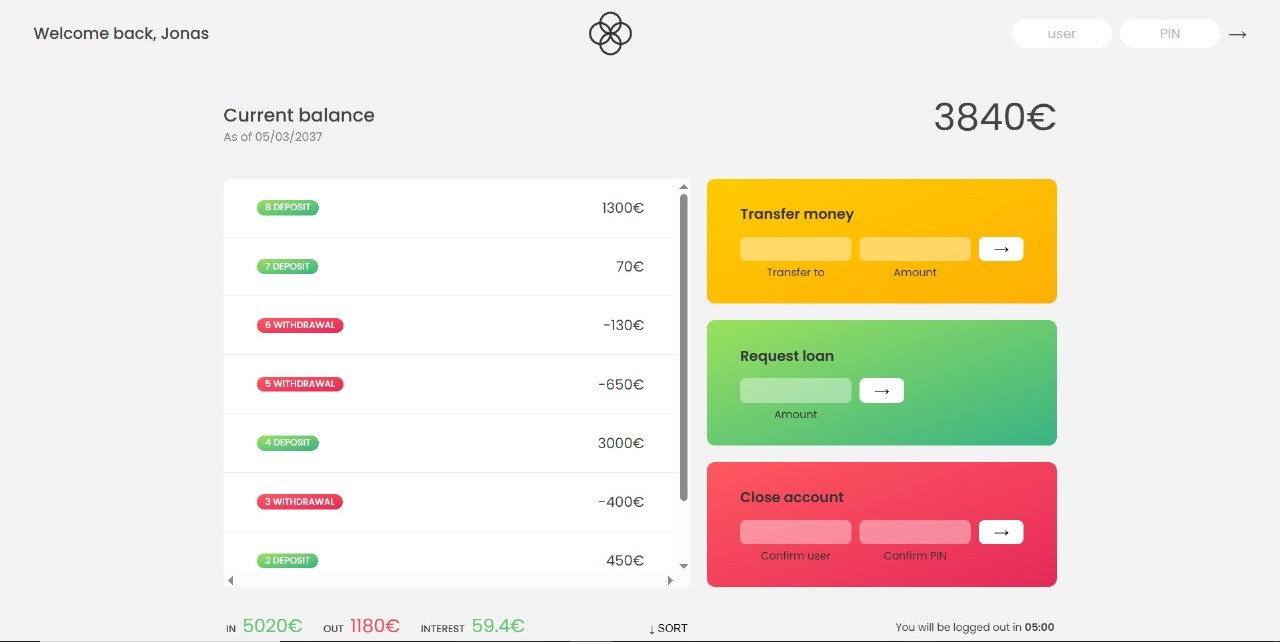 Welcome back, Jonas
user
PIN
→
Current balance
As of 05/03/2037
3840€
8 DEPOSIT 1300€
7 DEPOSIT 70€
6 WITHDRAWAL -130€
5 WITHDRAWAL -650€
4 DEPOSIT 3000€
3 WITHDRAWAL -400€
2 DEPOSIT 450€
Transfer money
→
Transfer to Amount
Request loan
→
Amount
Close account
→
Confirm user Confirm PIN
IN 5020€ OUT 1180€ INTEREST 59.4€ ↓ SORT
You will be logged out in 05:00